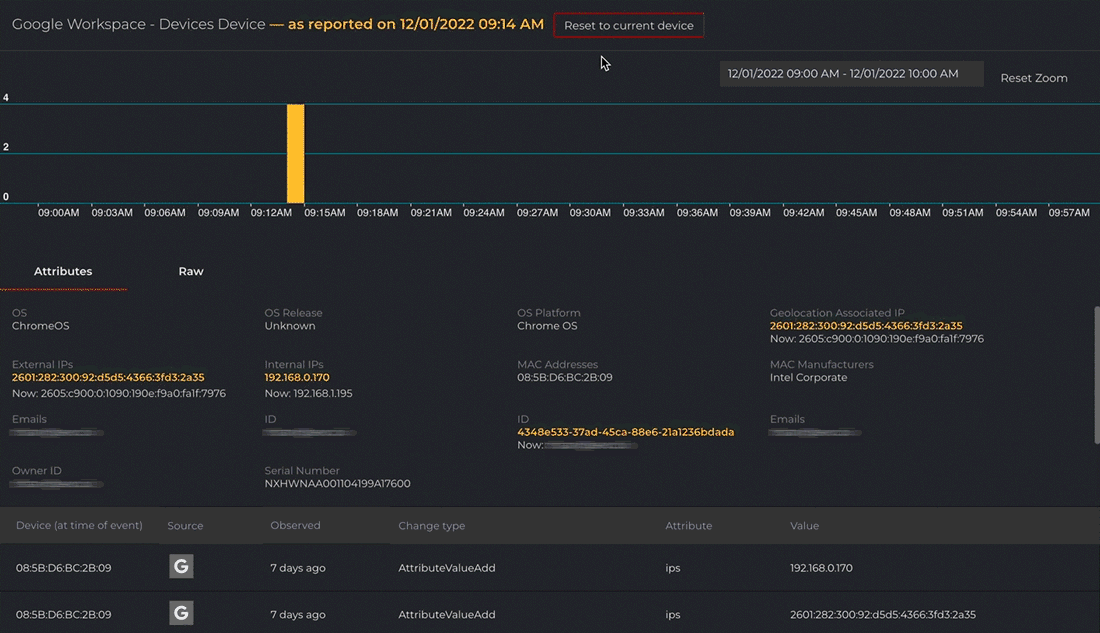 Google Workspace - Devices Device — as reported on 12/01/2022 09:14 AM Reset to current device
12/01/2022 09:00 AM - 12/01/2022 10:00 AM Reset Zoom
4
2
0
09:00AM 09:03AM 09:06AM 09:09AM 09:12AM 09:15AM 09:18AM 09:21AM 09:24AM 09:27AM 09:30AM 09:33AM 09:36AM 09:39AM 09:42AM 09:45AM 09:48AM 09:51AM 09:54AM 09:57AM
Attributes Raw
OS OS Release OS Platform Geolocation Associated IP
ChromeOS Unknown Chrome OS 2601:282:300:92:d5d5:4366:3fd3:2a35
Now: 2605:c900:0:1090:190e:f9a0:fa1f:7976
External IPs Internal IPs MAC Addresses MAC Manufacturers
2601:282:300:92:d5d5:4366:3fd3:2a35 192.168.0.170 08:5B:D6:BC:2B:09 Intel Corporate
Now: 2605:c900:0:1090:190e:f9a0:fa1f:7976 Now: 192.168.1.195
Emails ID ID Emails
4348e533-37ad-45ca-88e6-21a1236bdada
Now:
Owner ID Serial Number
NXHWNAA001104199A17600
Device (at time of event) Source Observed Change type Attribute Value
08:5B:D6:BC:2B:09 G 7 days ago AttributeValueAdd ips 192.168.0.170
08:5B:D6:BC:2B:09 G 7 days ago AttributeValueAdd ips 2601:282:300:92:d5d5:4366:3fd3:2a35